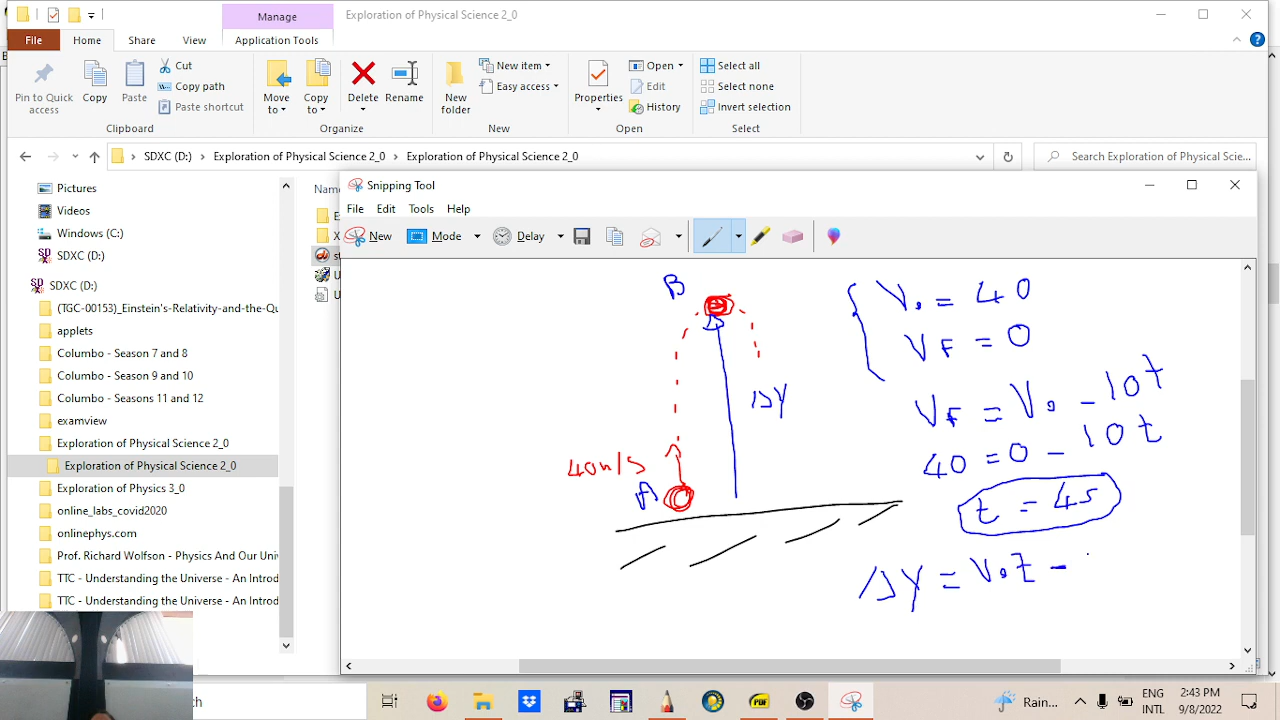 Manage
Exploration of Physical Science 2_0
File
Home
Share
View
Application Tools
Pin to Quick access
Copy
Paste
Cut
Copy path
Paste shortcut
Clipboard
Move to
Copy to
Delete
Rename
Organize
New folder
New item
Easy access
New
Properties
Open
Edit
History
Open
Select all
Select none
Invert selection
Select
SDXC (D:) > Exploration of Physical Science 2_0 > Exploration of Physical Science 2_0
Search Exploration of Physical Scie...
Pictures
Videos
Windows (C:)
SDXC (D:)
SDXC (D:)
(TGC-00153)_Einstein's-Relativity-and-the-Qu
applets
Columbo - Season 7 and 8
Columbo - Season 9 and 10
Columbo - Seasons 11 and 12
examview
Exploration of Physical Science 2_0
Exploration of Physical Science 2_0
Exploration of Physics 3_0
online_labs_covid2020
onlinephys.com
Prof. Richard Wolfson - Physics And Our Univ
TTC - Understanding the Universe - An Introd
TTC - Understanding the Universe - An Introd
Nam
Snipping Tool
File Edit Tools Help
New
Mode
Delay
B
ΔY
40m/s
A
V₀ = 40
VF = 0
VF = V₀ - 10t
40 = 0 - 10t
t = 4s
ΔY = V₀t -
rch
Rain...
ENG
INTL
2:43 PM
9/8/2022